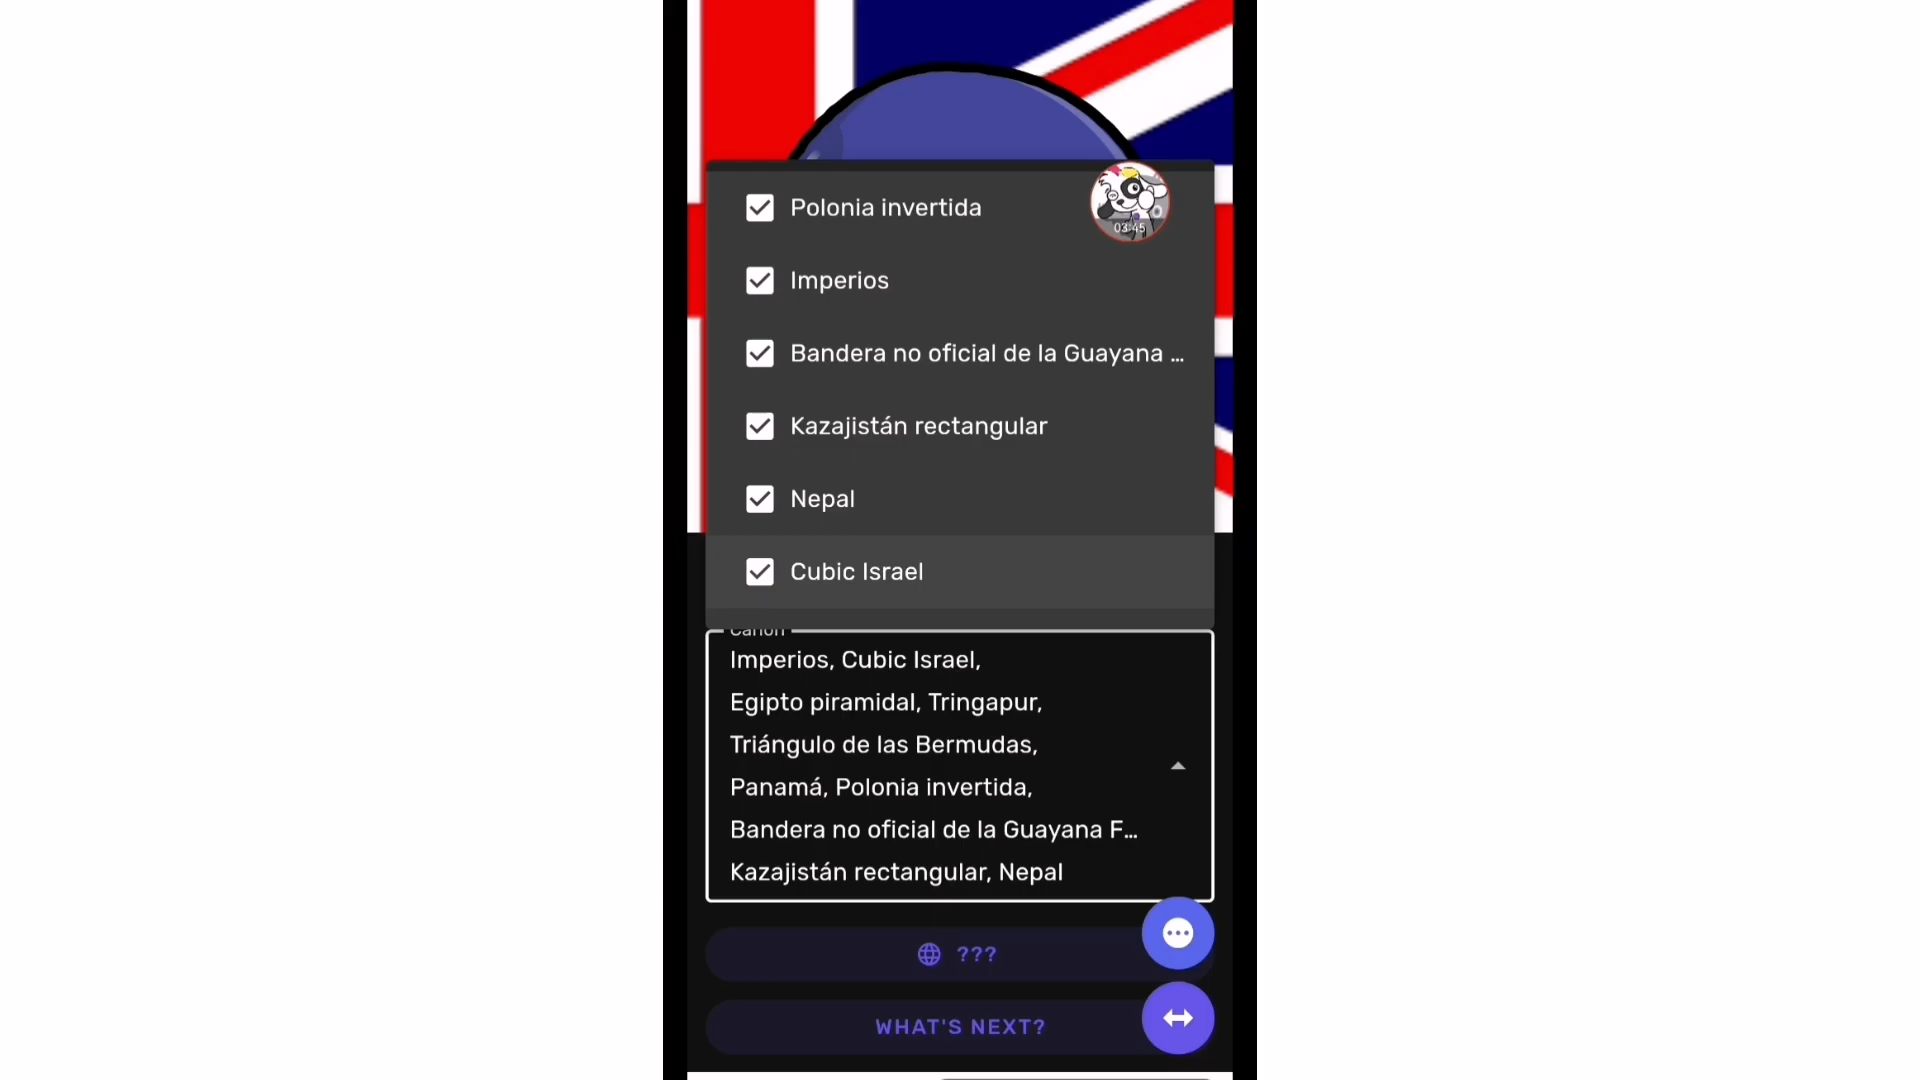 Polonia invertida
03:45
Imperios
Bandera no oficial de la Guayana ...
Kazajistán rectangular
Nepal
Cubic Israel
Canon
Imperios, Cubic Israel,
Egipto piramidal, Tringapur,
Triángulo de las Bermudas,
Panamá, Polonia invertida,
Bandera no oficial de la Guayana F...
Kazajistán rectangular, Nepal
???
WHAT'S NEXT?